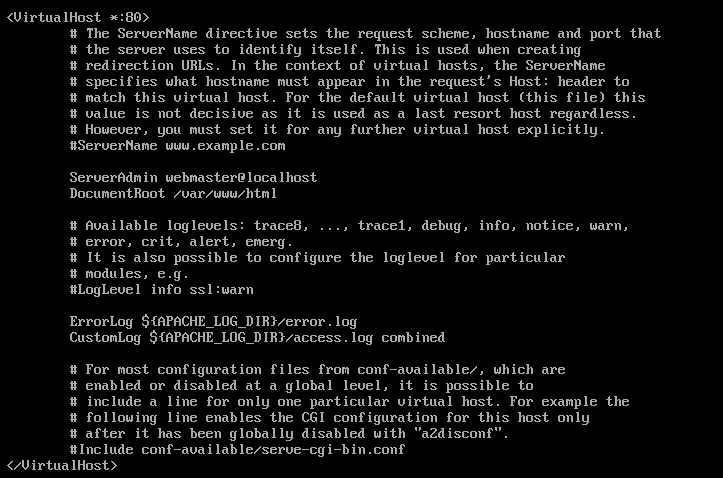 <VirtualHost *:80>
# The ServerName directive sets the request scheme, hostname and port that
# the server uses to identify itself. This is used when creating
# redirection URLs. In the context of virtual hosts, the ServerName
# specifies what hostname must appear in the request's Host: header to
# match this virtual host. For the default virtual host (this file) this
# value is not decisive as it is used as a last resort host regardless.
# However, you must set it for any further virtual host explicitly.
#ServerName www.example.com
ServerAdmin webmaster@localhost
DocumentRoot /var/www/html
# Available loglevels: trace8, ..., trace1, debug, info, notice, warn,
# error, crit, alert, emerg.
# It is also possible to configure the loglevel for particular
# modules, e.g.
#LogLevel info ssl:warn
ErrorLog ${APACHE_LOG_DIR}/error.log
CustomLog ${APACHE_LOG_DIR}/access.log combined
# For most configuration files from conf-available/, which are
# enabled or disabled at a global level, it is possible to
# include a line for only one particular virtual host. For example the
# following line enables the CGI configuration for this host only
# after it has been globally disabled with "a2disconf".
#Include conf-available/serve-cgi-bin.conf
</VirtualHost>